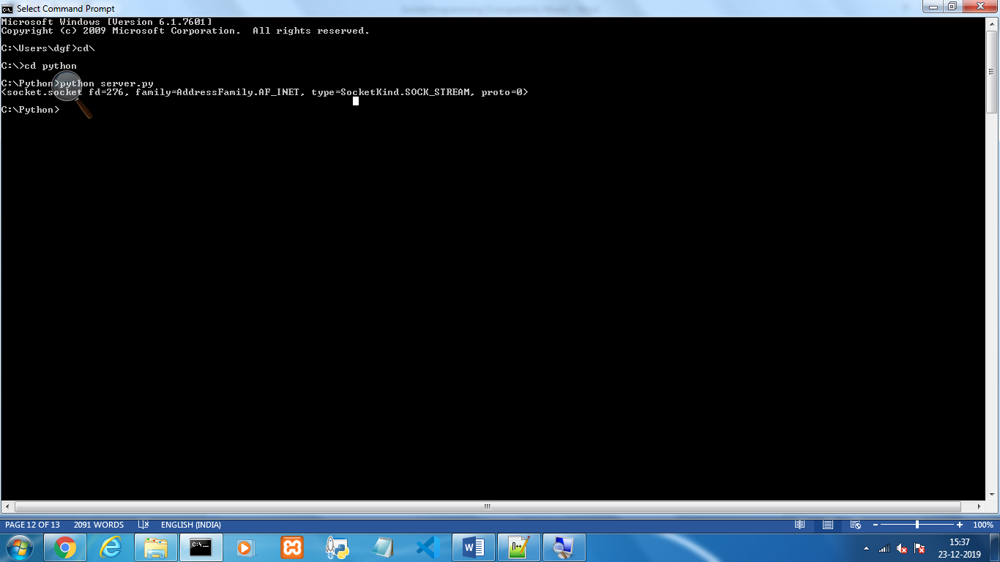 Select Command Prompt
Microsoft Windows [Version 6.1.7601]
Copyright (c) 2009 Microsoft Corporation.  All rights reserved.
C:\Users\dgf>cd\
C:\>cd python
C:\Python>python server.py
<socket.socket fd=276, family=AddressFamily.AF_INET, type=SocketKind.SOCK_STREAM, proto=0>
C:\Python>
PAGE 12 OF 13 2091 WORDS ENGLISH (INDIA) 100%
15:37
23-12-2019